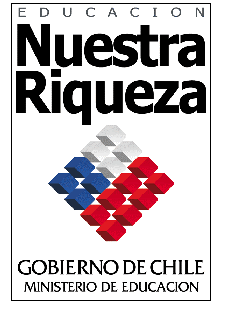 EDUCACION
Nuestra
Riqueza
GOBIERNO DE CHILE
MINISTERIO DE EDUCACION